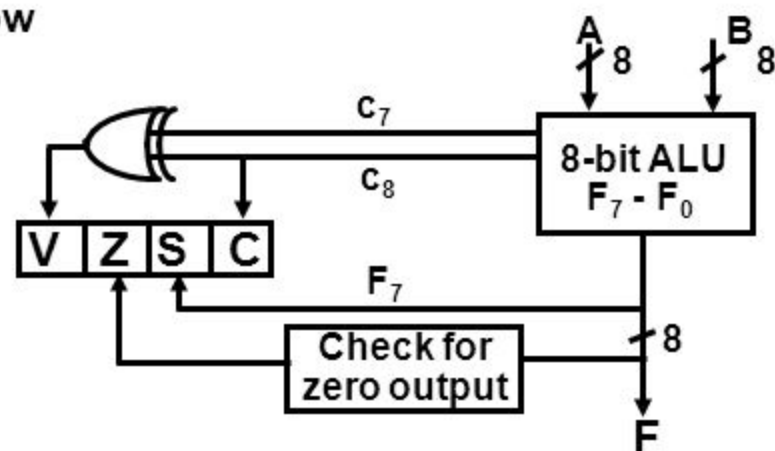 A
B
8
8
c7
c8
8-bit ALU
F7 - F0
V Z S C
F7
8
Check for
zero output
F